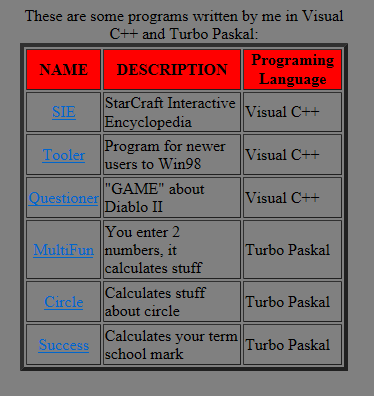 These are some programs written by me in Visual
C++ and Turbo Paskal:
NAME DESCRIPTION Programing
Language
SIE StarCraft Interactive
Encyclopedia Visual C++
Tooler Program for newer
users to Win98 Visual C++
Questioner "GAME" about
Diablo II Visual C++
MultiFun You enter 2
numbers, it
calculates stuff Turbo Paskal
Circle Calculates stuff
about circle Turbo Paskal
Success Calculates your term
school mark Turbo Paskal